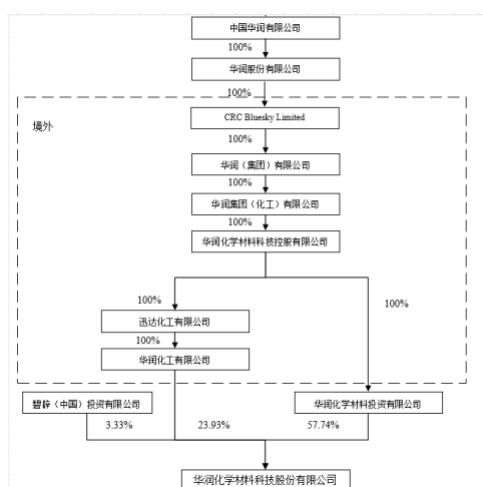 中国华润有限公司
100%
华润股份有限公司
100%
CRC Bluesky Limited
境外
100%
华润（集团）有限公司
100%
华润集团（化工）有限公司
100%
华润化学材料科技控股有限公司
100%
100%
迅达化工有限公司
100%
华润化工有限公司
碧辟（中国）投资有限公司
华润化学材料投资有限公司
3.33%
23.93%
57.74%
华润化学材料科技股份有限公司